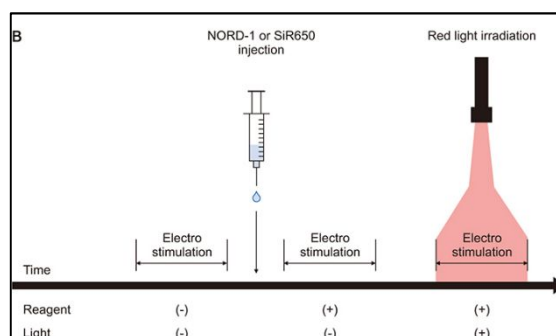 B
NORD-1 or SiR650
injection
Red light irradiation
Electro
stimulation
Electro
stimulation
Electro
stimulation
Time
Reagent (-) (+) (+)
Light (-) (-) (+)